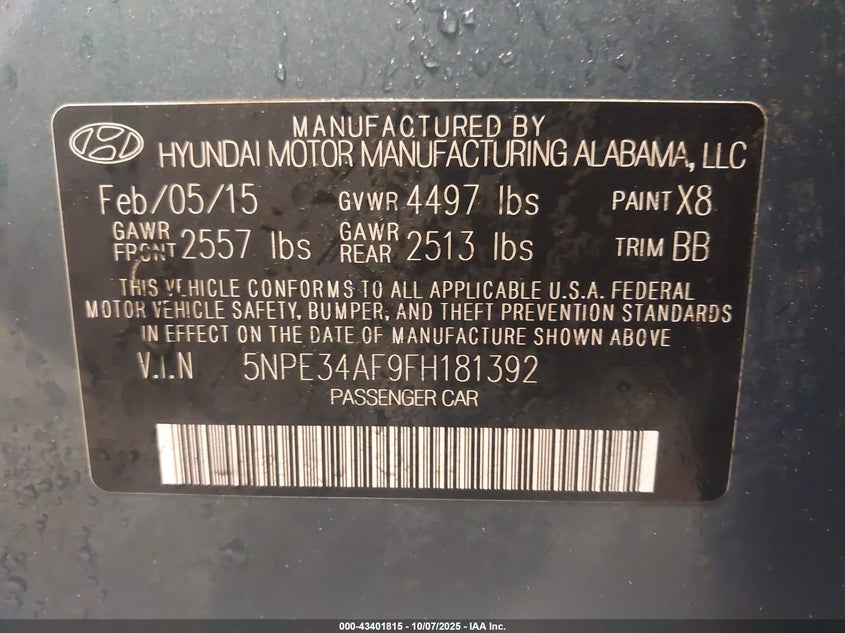 MANUFACTURED BY
HYUNDAI MOTOR MANUFACTURING ALABAMA, LLC
Feb/05/15 GVWR 4497 lbs PAINT X8
GAWR FRONT 2557 lbs GAWR REAR 2513 lbs TRIM BB
THIS VEHICLE CONFORMS TO ALL APPLICABLE U.S.A. FEDERAL
MOTOR VEHICLE SAFETY, BUMPER, AND THEFT PREVENTION STANDARDS
IN EFFECT ON THE DATE OF MANUFACTURE SHOWN ABOVE
V.I.N 5NPE34AF9FH181392
PASSENGER CAR
000-43401815 - 10/07/2025 - IAA Inc.